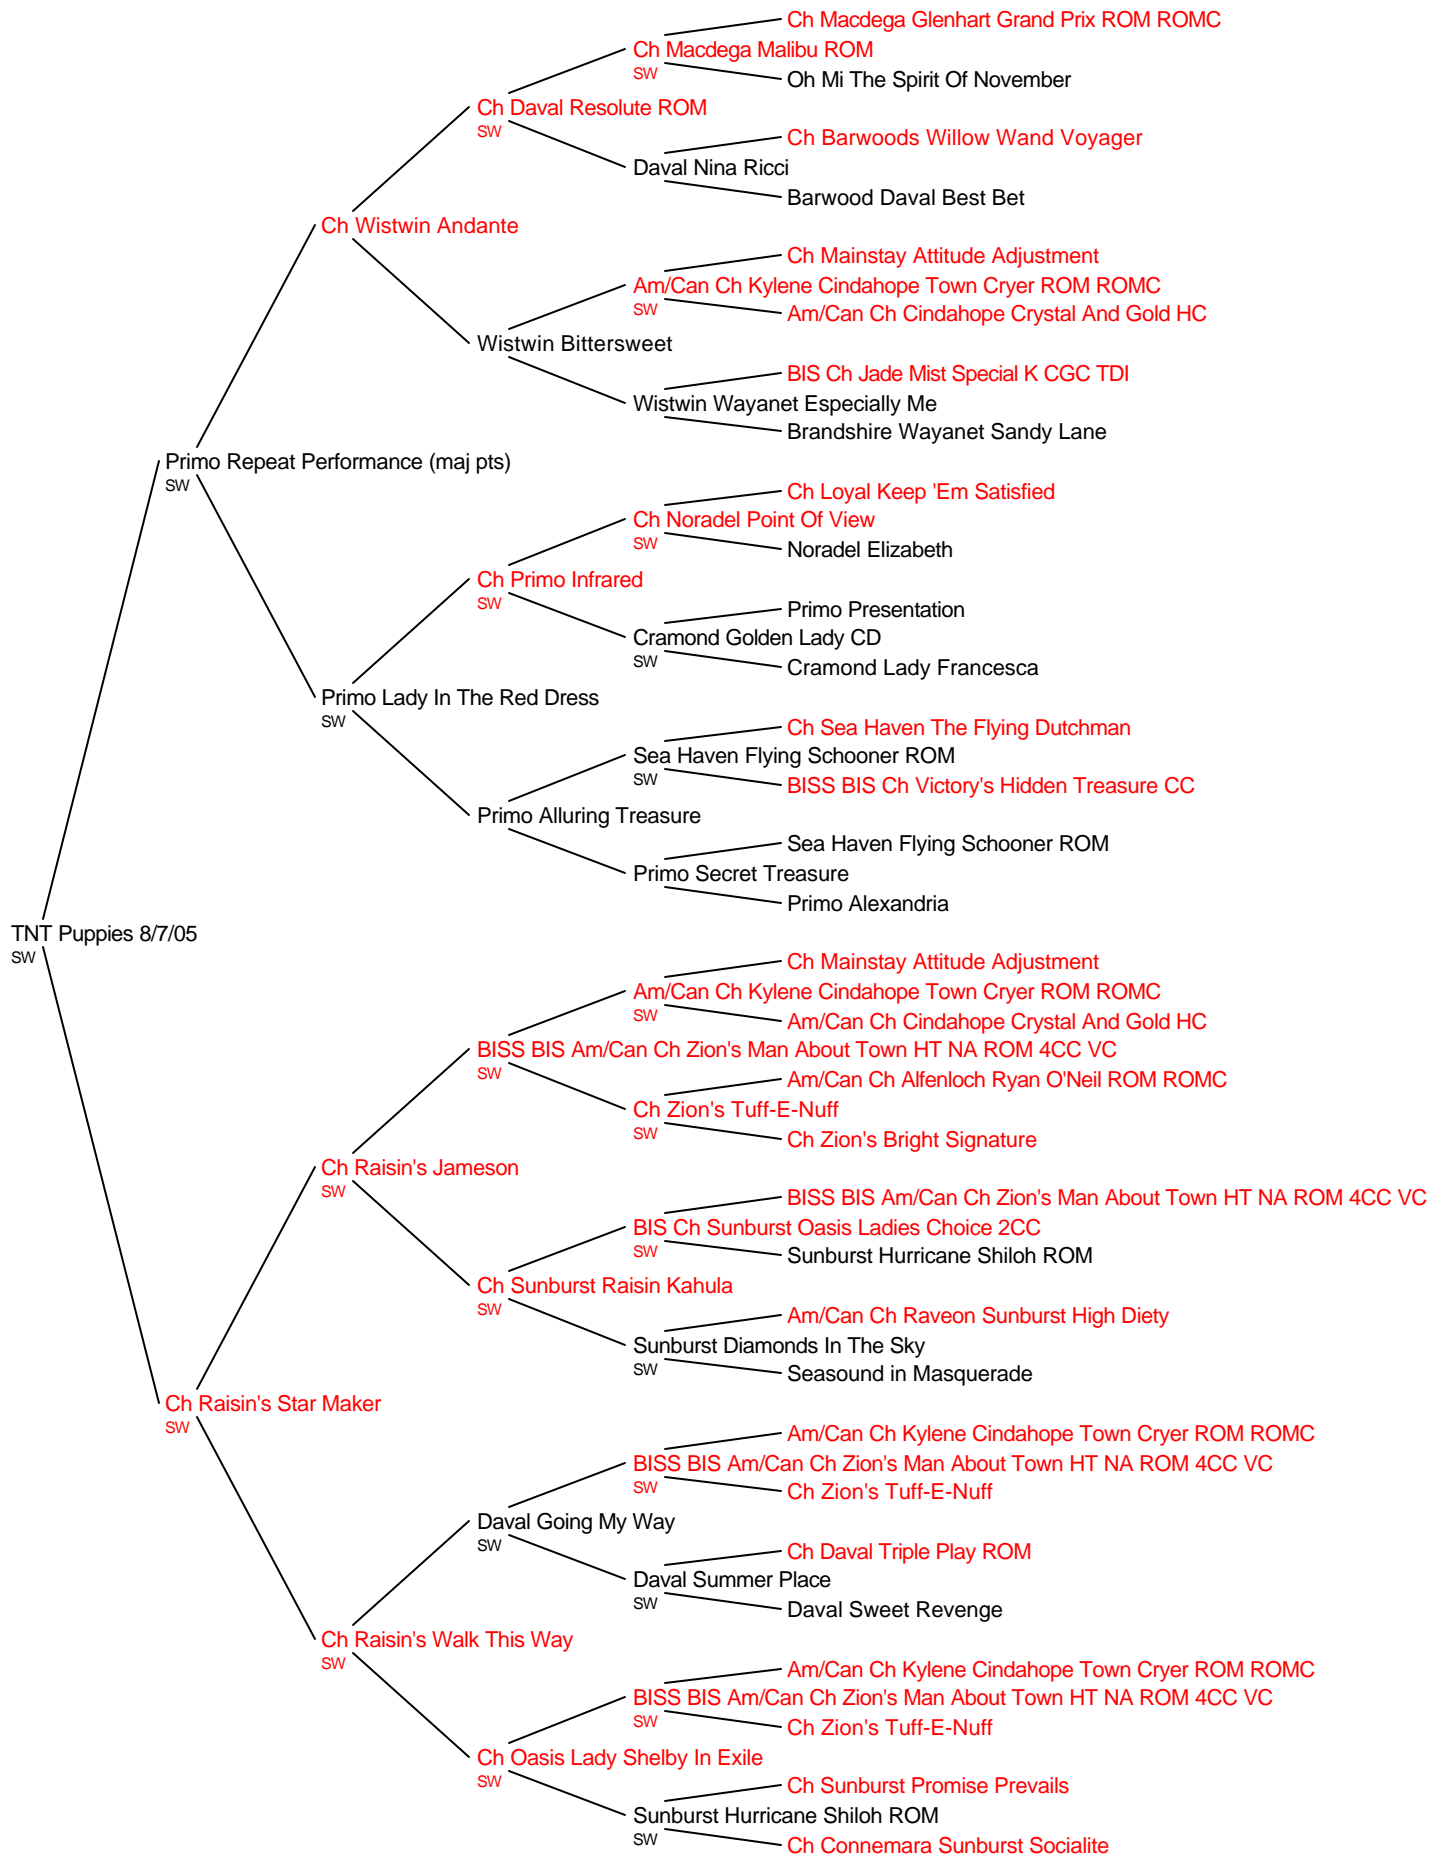 Ch Macdega Glenhart Grand Prix ROM ROMC
Ch Macdega Malibu ROM
SW
Oh Mi The Spirit Of November
Ch Daval Resolute ROM
SW
Ch Barwoods Willow Wand Voyager
Daval Nina Ricci
Barwood Daval Best Bet
Ch Wistwin Andante
Ch Mainstay Attitude Adjustment
Am/Can Ch Kylene Cindahope Town Cryer ROM ROMC
SW
Am/Can Ch Cindahope Crystal And Gold HC
Wistwin Bittersweet
BIS Ch Jade Mist Special K CGC TDI
Wistwin Wayanet Especially Me
Brandshire Wayanet Sandy Lane
Primo Repeat Performance (maj pts)
SW
Ch Loyal Keep 'Em Satisfied
Ch Noradel Point Of View
SW
Noradel Elizabeth
Ch Primo Infrared
SW
Primo Presentation
Cramond Golden Lady CD
SW
Cramond Lady Francesca
Primo Lady In The Red Dress
SW
Ch Sea Haven The Flying Dutchman
Sea Haven Flying Schooner ROM
SW
BISS BIS Ch Victory's Hidden Treasure CC
Primo Alluring Treasure
Sea Haven Flying Schooner ROM
Primo Secret Treasure
Primo Alexandria
TNT Puppies 8/7/05
SW
Ch Mainstay Attitude Adjustment
Am/Can Ch Kylene Cindahope Town Cryer ROM ROMC
SW
Am/Can Ch Cindahope Crystal And Gold HC
BISS BIS Am/Can Ch Zion's Man About Town HT NA ROM 4CC VC
SW
Am/Can Ch Alfenloch Ryan O'Neil ROM ROMC
Ch Zion's Tuff-E-Nuff
SW
Ch Zion's Bright Signature
Ch Raisin's Jameson
SW
BISS BIS Am/Can Ch Zion's Man About Town HT NA ROM 4CC VC
BIS Ch Sunburst Oasis Ladies Choice 2CC
SW
Sunburst Hurricane Shiloh ROM
Ch Sunburst Raisin Kahula
SW
Am/Can Ch Raveon Sunburst High Diety
Sunburst Diamonds In The Sky
SW
Seasound in Masquerade
Ch Raisin's Star Maker
SW
Am/Can Ch Kylene Cindahope Town Cryer ROM ROMC
BISS BIS Am/Can Ch Zion's Man About Town HT NA ROM 4CC VC
SW
Ch Zion's Tuff-E-Nuff
Daval Going My Way
SW
Ch Daval Triple Play ROM
Daval Summer Place
SW
Daval Sweet Revenge
Ch Raisin's Walk This Way
SW
Am/Can Ch Kylene Cindahope Town Cryer ROM ROMC
BISS BIS Am/Can Ch Zion's Man About Town HT NA ROM 4CC VC
SW
Ch Zion's Tuff-E-Nuff
Ch Oasis Lady Shelby In Exile
SW
Ch Sunburst Promise Prevails
Sunburst Hurricane Shiloh ROM
SW
Ch Connemara Sunburst Socialite